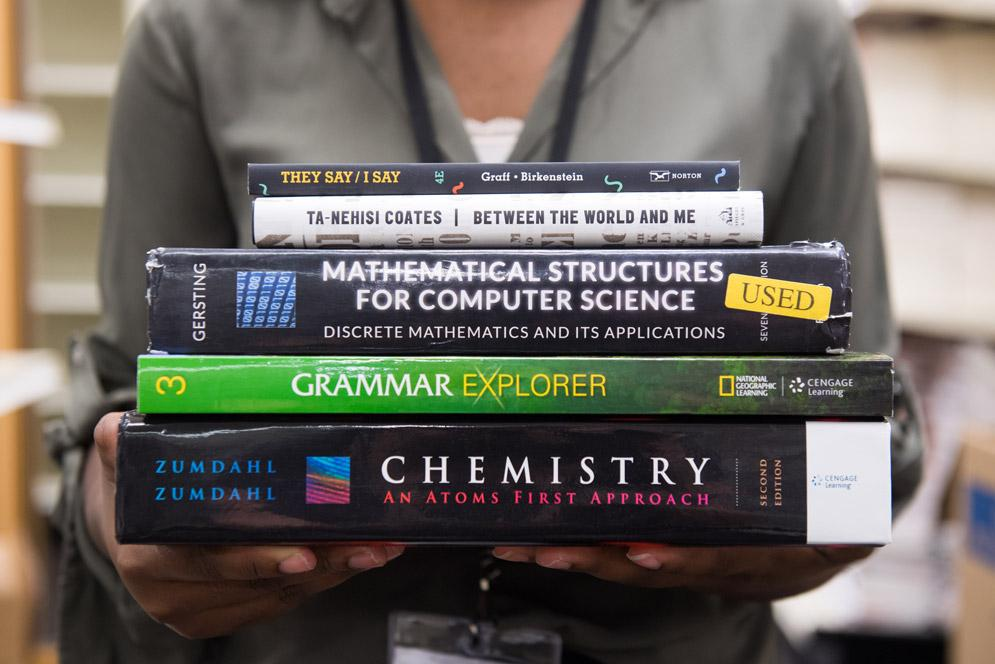 THEY SAY / I SAY 4E Graff • Birkenstein NORTON
TA-NEHISI COATES | BETWEEN THE WORLD AND ME
GERSTING
MATHEMATICAL STRUCTURES
FOR COMPUTER SCIENCE
DISCRETE MATHEMATICS AND ITS APPLICATIONS
USED
3 GRAMMAR EXPLORER
NATIONAL
GEOGRAPHIC
LEARNING
CENGAGE
Learning
ZUMDAHL
ZUMDAHL
CHEMISTRY
AN ATOMS FIRST APPROACH
SECOND
EDITION
CENGAGE
Learning